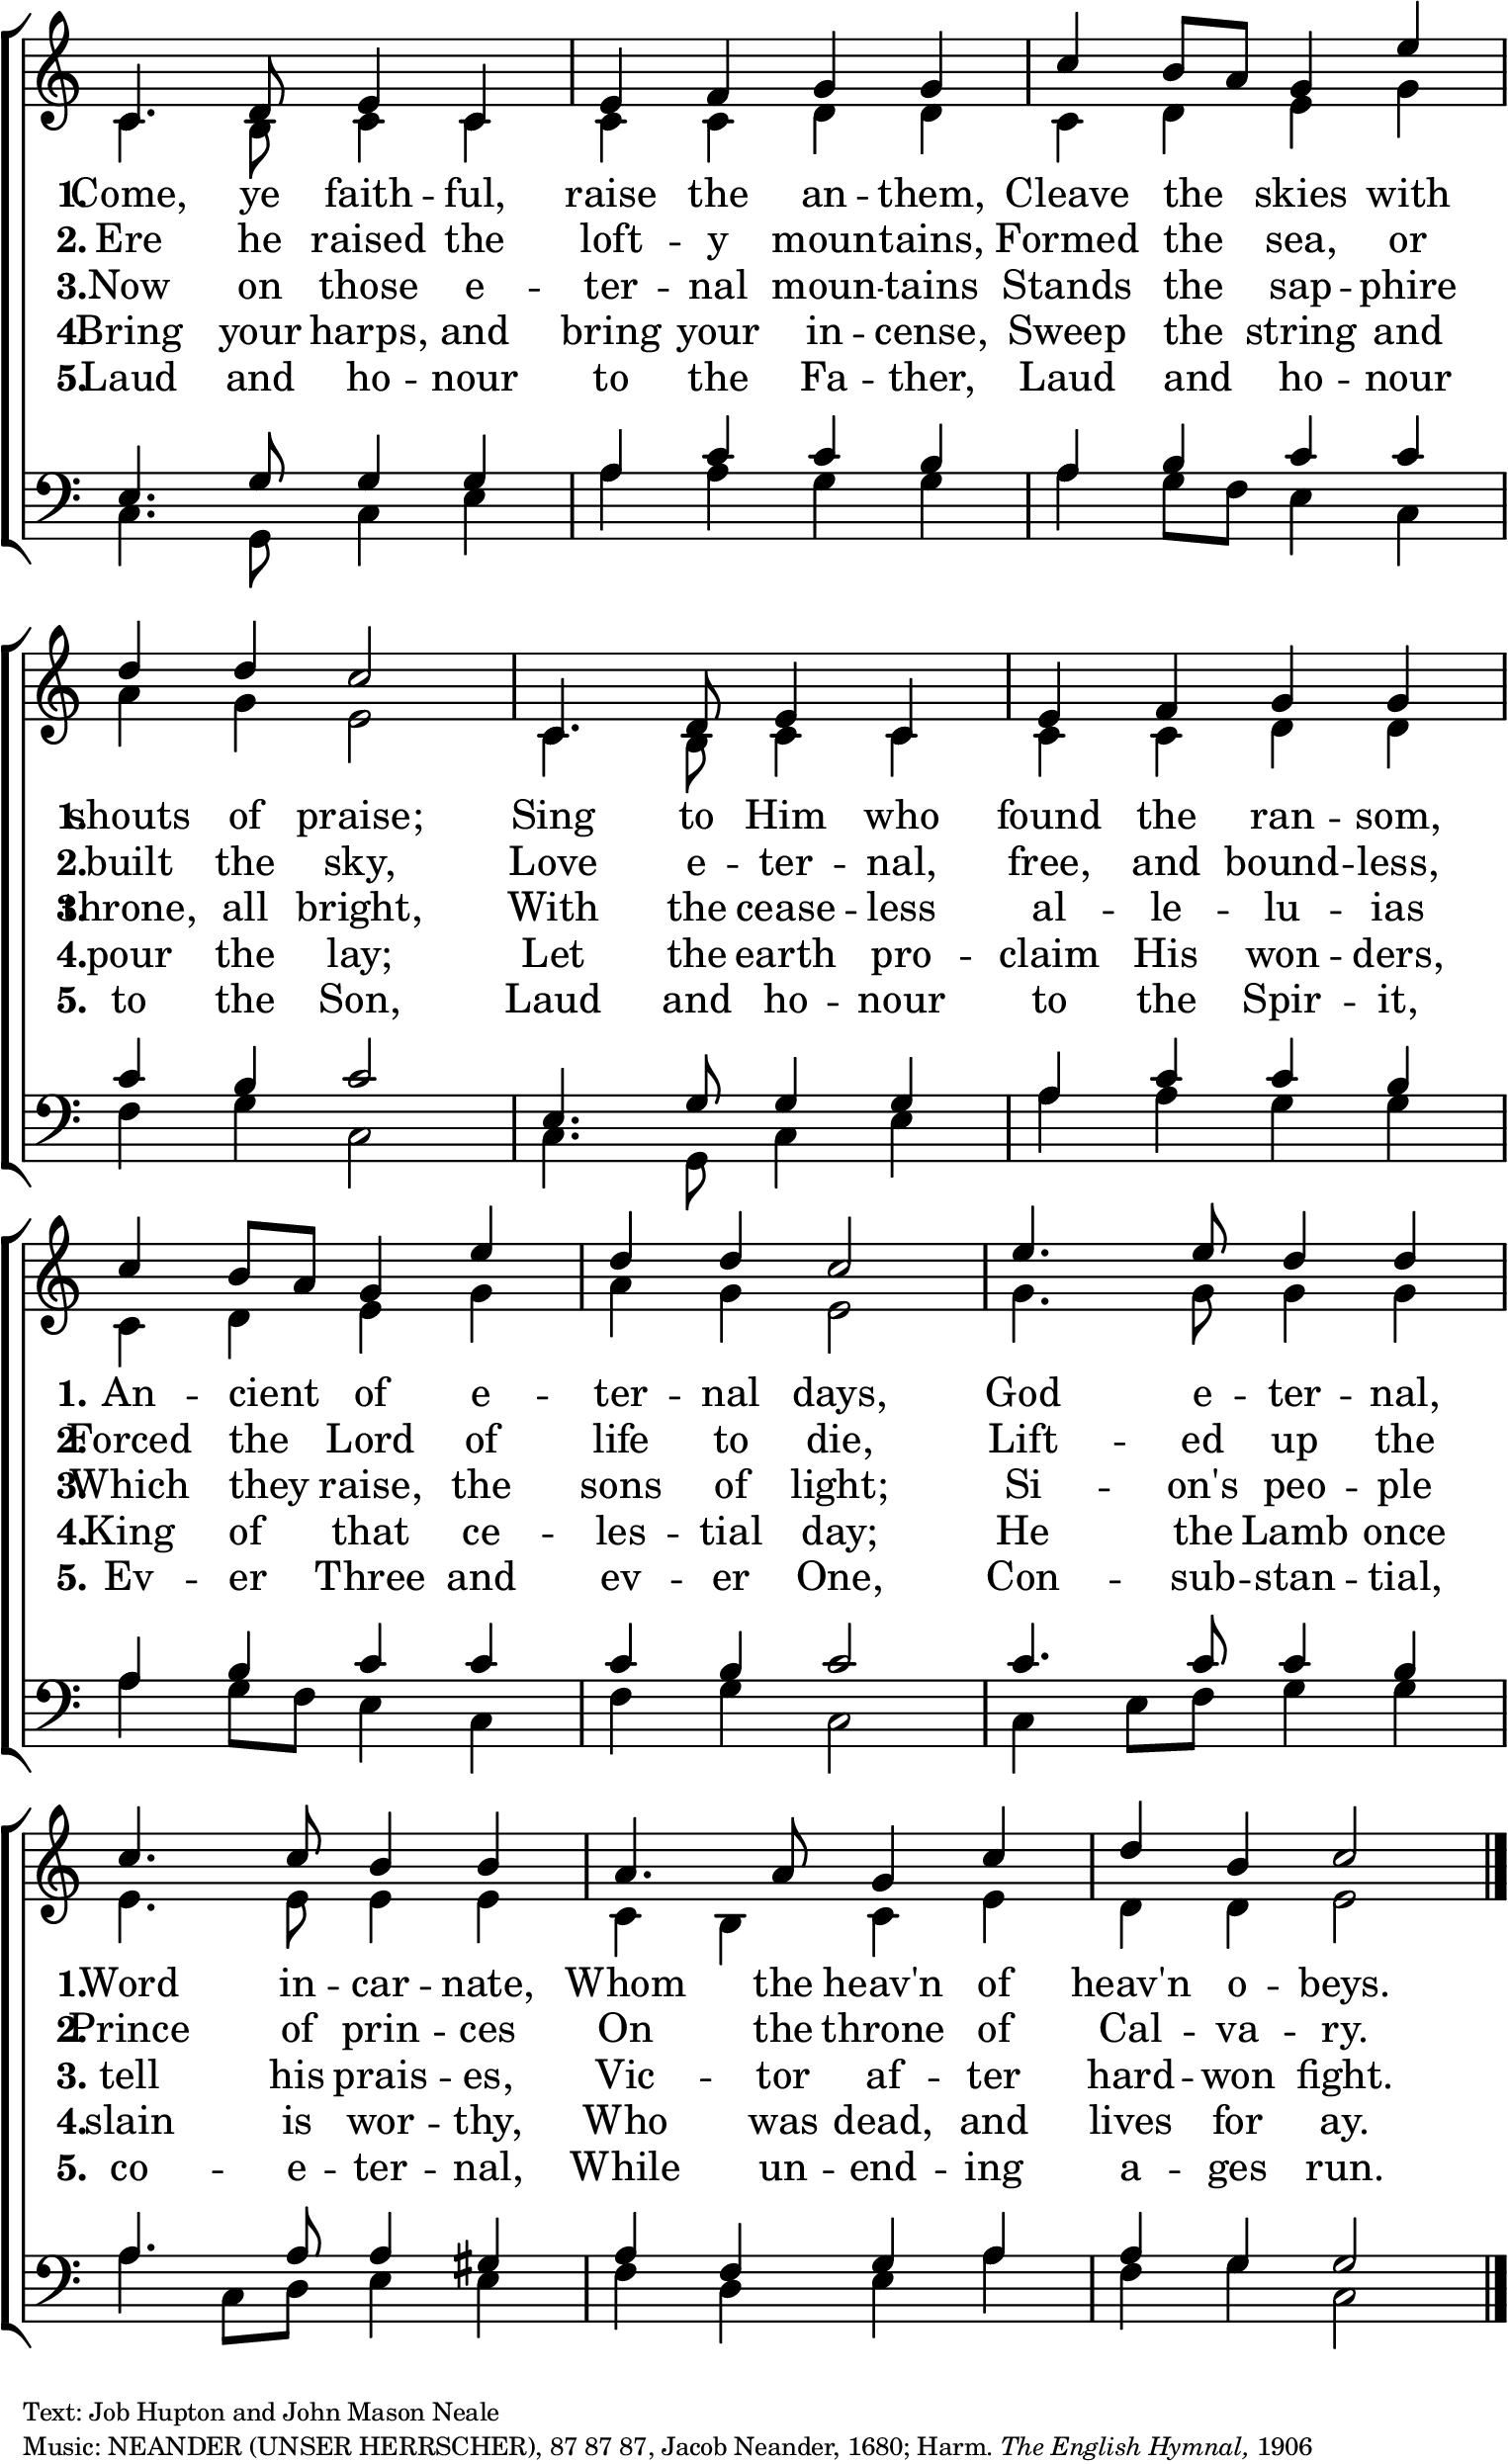 1. Come, ye faith -- ful, raise the an -- them, Cleave the skies with
2. Ere he raised the loft -- y moun -- tains, Formed the sea, or
3. Now on those e -- ter -- nal moun -- tains Stands the sap -- phire
4. Bring your harps, and bring your in -- cense, Sweep the string and
5. Laud and ho -- nour to the Fa -- ther, Laud and ho -- nour
1. shouts of praise; Sing to Him who found the ran -- som,
2. built the sky, Love e -- ter -- nal, free, and bound -- less,
3. throne, all bright, With the cease -- less al -- le -- lu -- ias
4. pour the lay; Let the earth pro -- claim His won -- ders,
5. to the Son, Laud and ho -- nour to the Spir -- it,
1. An -- cient of e -- ter -- nal days, God e -- ter -- nal,
2. Forced the Lord of life to die, Lift -- ed up the
3. Which they raise, the sons of light; Si -- on's peo -- ple
4. King of that ce -- les -- tial day; He the Lamb once
5. Ev -- er Three and ev -- er One, Con -- sub -- stan -- tial,
1. Word in -- car -- nate, Whom the heav'n of heav'n o -- beys.
2. Prince of prin -- ces On the throne of Cal -- va -- ry.
3. tell his prais -- es, Vic -- tor af -- ter hard -- won fight.
4. slain is wor -- thy, Who was dead, and lives for ay.
5. co -- e -- ter -- nal, While un -- end -- ing a -- ges run.
Text: Job Hupton and John Mason Neale
Music: NEANDER (UNSER HERRSCHER), 87 87 87, Jacob Neander, 1680; Harm. The English Hymnal, 1906